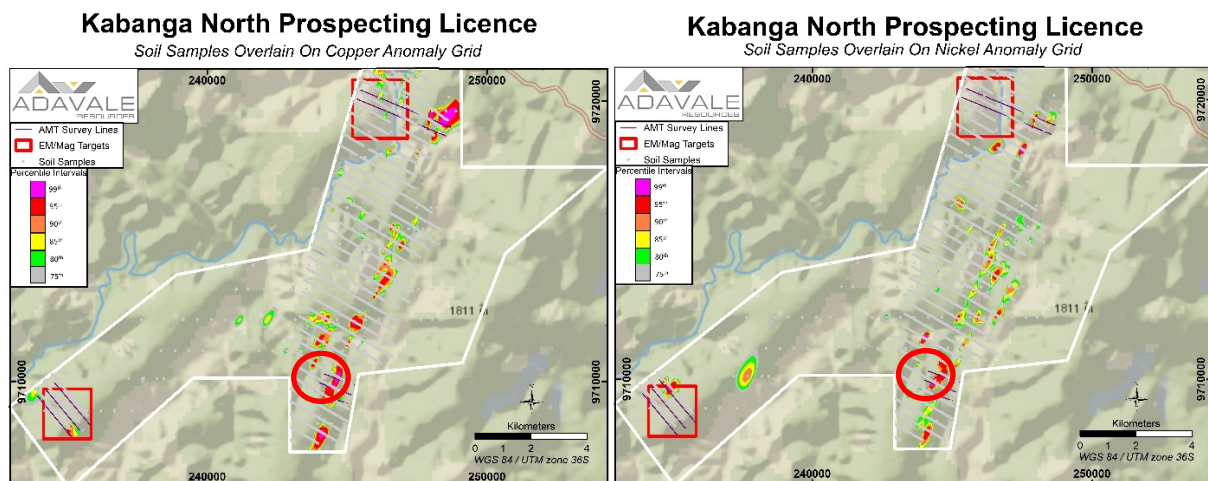 Kabanga North Prospecting Licence
Soil Samples Overlain On Copper Anomaly Grid
240000
250000
9720000
ADAVALE
RESOURCES
AMT Survey Lines
EM/Mag Targets
Soil Samples
Percentile Intervals
99th
95th
90th
85th
80th
75th
1811 m
9710000
9710000
Kilometers
0 2 4
WGS 84 / UTM zone 36S
240000
250000
Kabanga North Prospecting Licence
Soil Samples Overlain On Nickel Anomaly Grid
240000
250000
9720000
ADAVALE
RESOURCES
AMT Survey Lines
EM/Mag Targets
Soil Samples
Percentile Intervals
99th
95th
90th
85th
80th
75th
1811 m
9710000
9710000
Kilometers
0 2 4
WGS 84 / UTM zone 36S
240000
250000